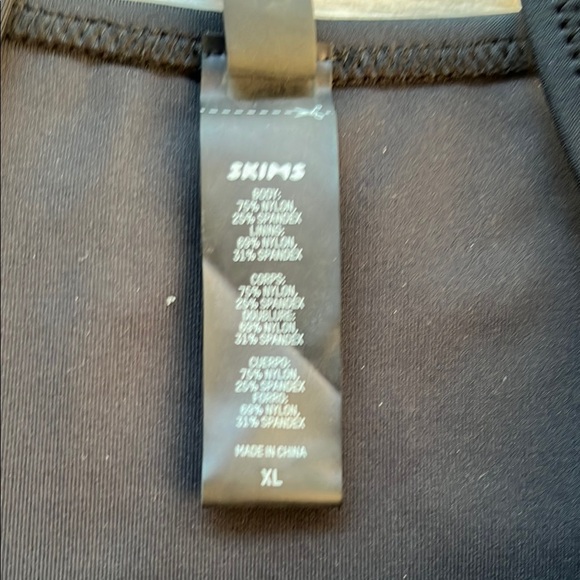 SKIMS
BODY:
75% NYLON,
25% SPANDEX
LINING:
69% NYLON,
31% SPANDEX
CORPS:
75% NYLON,
25% SPANDEX
DOUBLURE:
69% NYLON,
31% SPANDEX
CUERPO:
75% NYLON,
25% SPANDEX
FORRO:
69% NYLON,
31% SPANDEX
MADE IN CHINA
XL